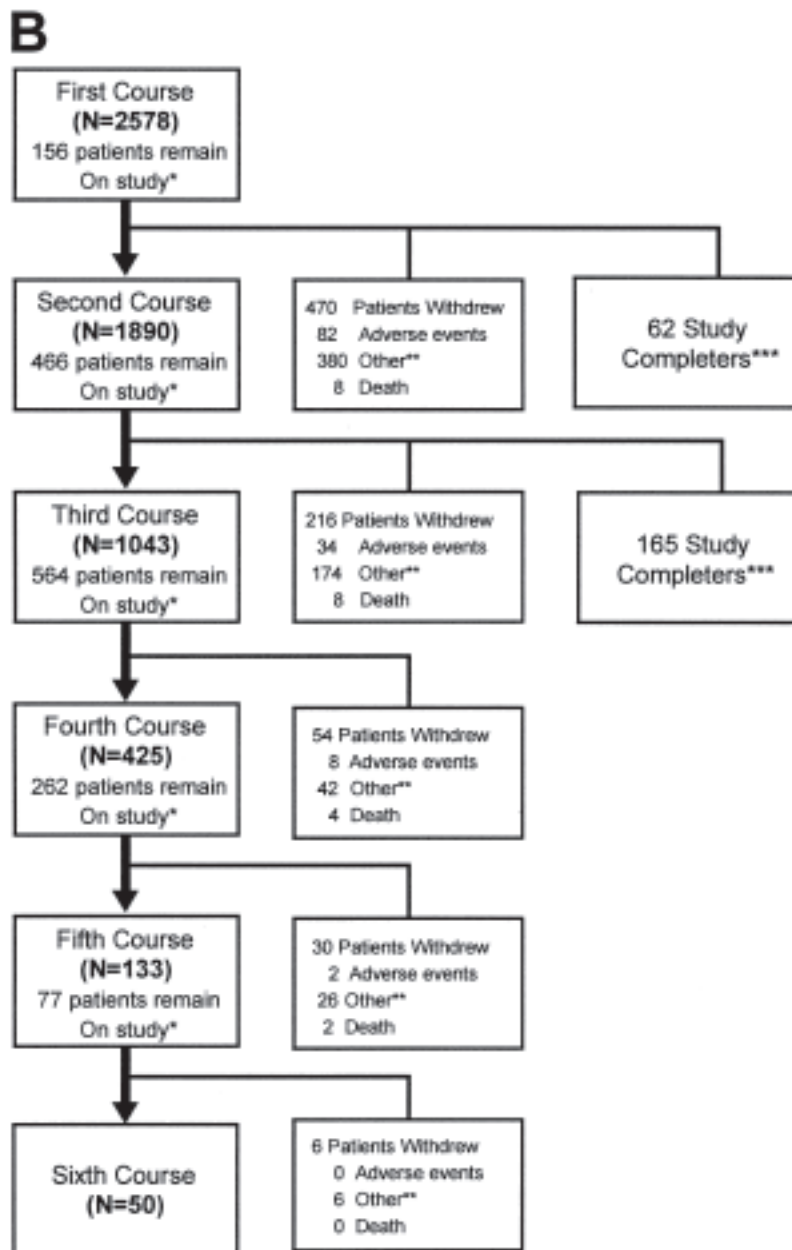 B
First Course
(N=2578)
156 patients remain
On study*
Second Course
(N=1890)
466 patients remain
On study*
470 Patients Withdrew
82 Adverse events
380 Other**
8 Death
62 Study
Completers***
Third Course
(N=1043)
564 patients remain
On study*
216 Patients Withdrew
34 Adverse events
174 Other**
8 Death
165 Study
Completers***
Fourth Course
(N=425)
262 patients remain
On study*
54 Patients Withdrew
8 Adverse events
42 Other**
4 Death
Fifth Course
(N=133)
77 patients remain
On study*
30 Patients Withdrew
2 Adverse events
26 Other**
2 Death
Sixth Course
(N=50)
6 Patients Withdrew
0 Adverse events
6 Other**
0 Death